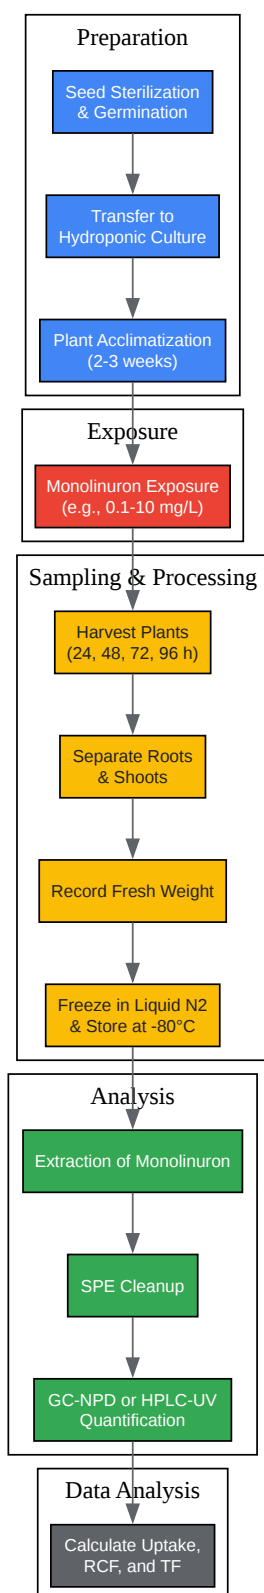 Preparation
Seed Sterilization
& Germination
Transfer to
Hydroponic Culture
Plant Acclimatization
(2-3 weeks)
Exposure
Monolinuron Exposure
(e.g., 0.1-10 mg/L)
Sampling & Processing
Harvest Plants
(24, 48, 72, 96 h)
Separate Roots
& Shoots
Record Fresh Weight
Freeze in Liquid N2
& Store at -80°C
Analysis
Extraction of Monolinuron
SPE Cleanup
GC-NPD or HPLC-UV
Quantification
Data Analysis
Calculate Uptake,
RCF, and TF